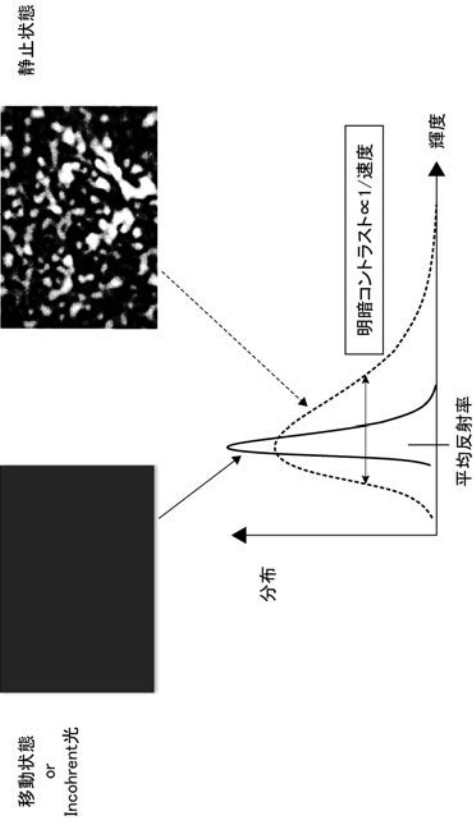 移動状態
or
Incohrent光
静止状態
分布
明暗コントラスト∝1/速度
輝度
平均反射率